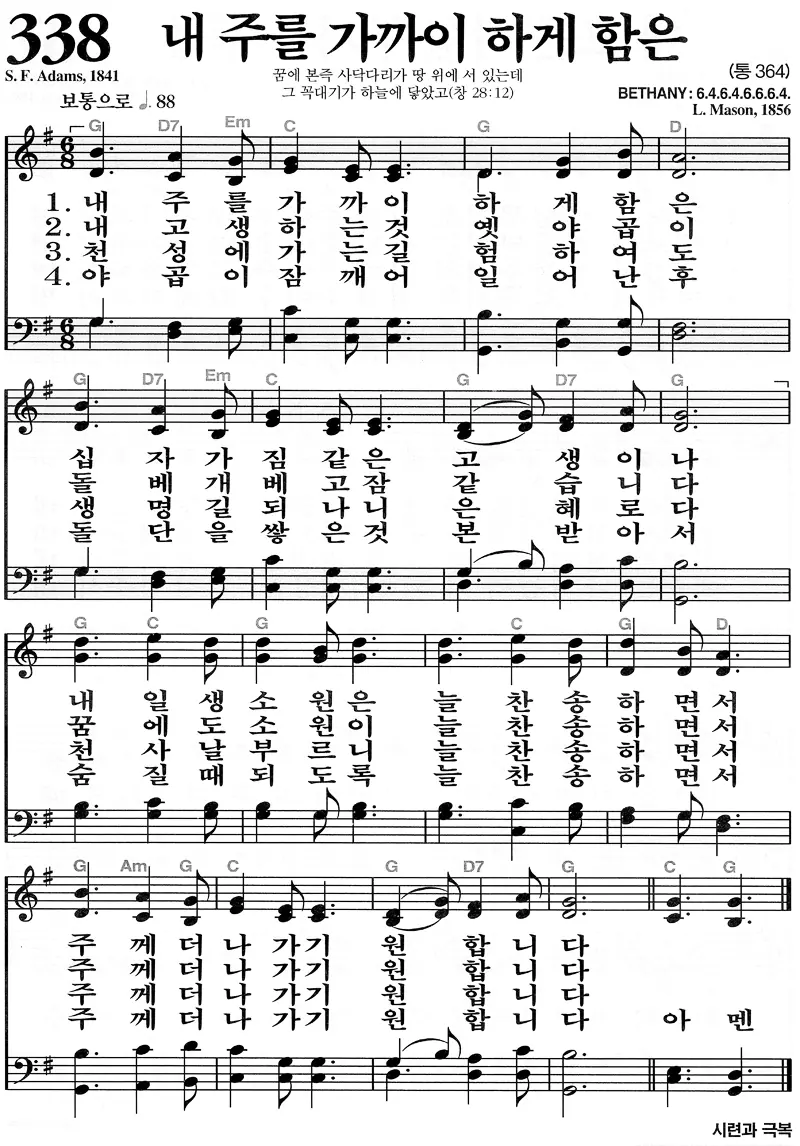 338 내 주를 가까이 하게 함은
S. F. Adams, 1841
꿈에 본즉 사닥다리가 땅 위에 서 있는데
(통 364)
보통으로 ♩. 88
그 꼭대기가 하늘에 닿았고(창 28:12)
BETHANY : 6.4.6.4.6.6.6.4.
L. Mason, 1856
G D7 Em C G D
6/8
1. 내 주 를 가 까 이 하 게 함 은
2. 내 고 생 하 는 것 옛 야 곱 이
3. 천 성 에 가 는 길 험 하 여 도
4. 야 곱 이 잠 깨 어 일 어 난 후
6/8
G D7 Em C G D7 G
십 자 가 짐 같 은 고 생 이 나
돌 베 개 베 고 잠 같 습 니 다
생 명 길 되 나 니 은 혜 로 다
돌 단 을 쌓 은 것 본 받 아 서
G C G C G D
내 일 생 소 원 은 늘 찬 송 하 면 서
꿈 에 도 소 원 이 늘 찬 송 하 면 서
천 사 날 부 르 니 늘 찬 송 하 면 서
숨 질 때 되 도 록 늘 찬 송 하 면 서
G Am G C G D7 G C G
주 께 더 나 가 기 원 합 니 다
주 께 더 나 가 기 원 합 니 다
주 께 더 나 가 기 원 합 니 다
주 께 더 나 가 기 원 합 니 다 아 멘
시련과 극복